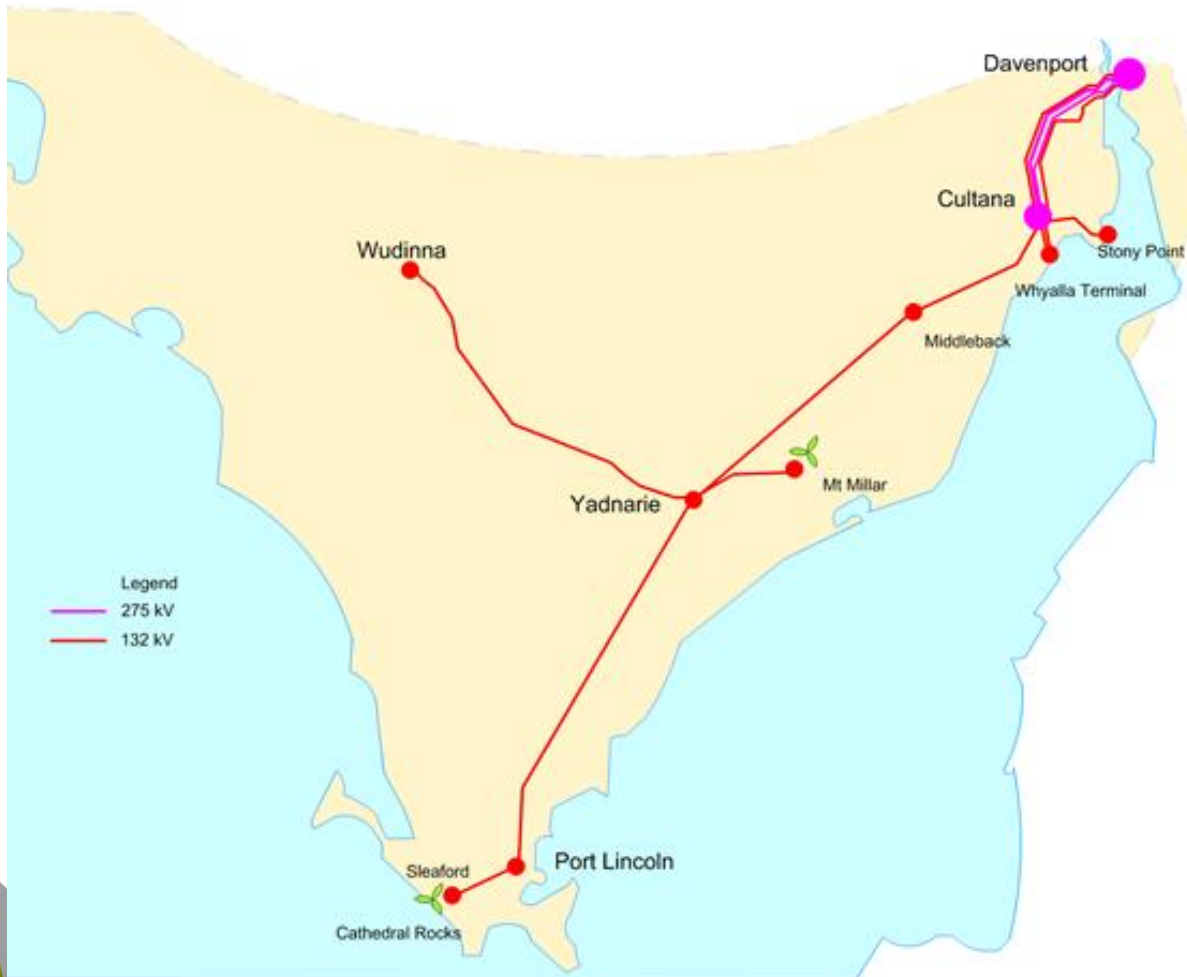 Davenport
Cultana
Wudinna
Stony Point
Whyalla Terminal
Middleback
Mt Millar
Yadnarie
Legend
275 kV
132 kV
Port Lincoln
Sleaford
Cathedral Rocks